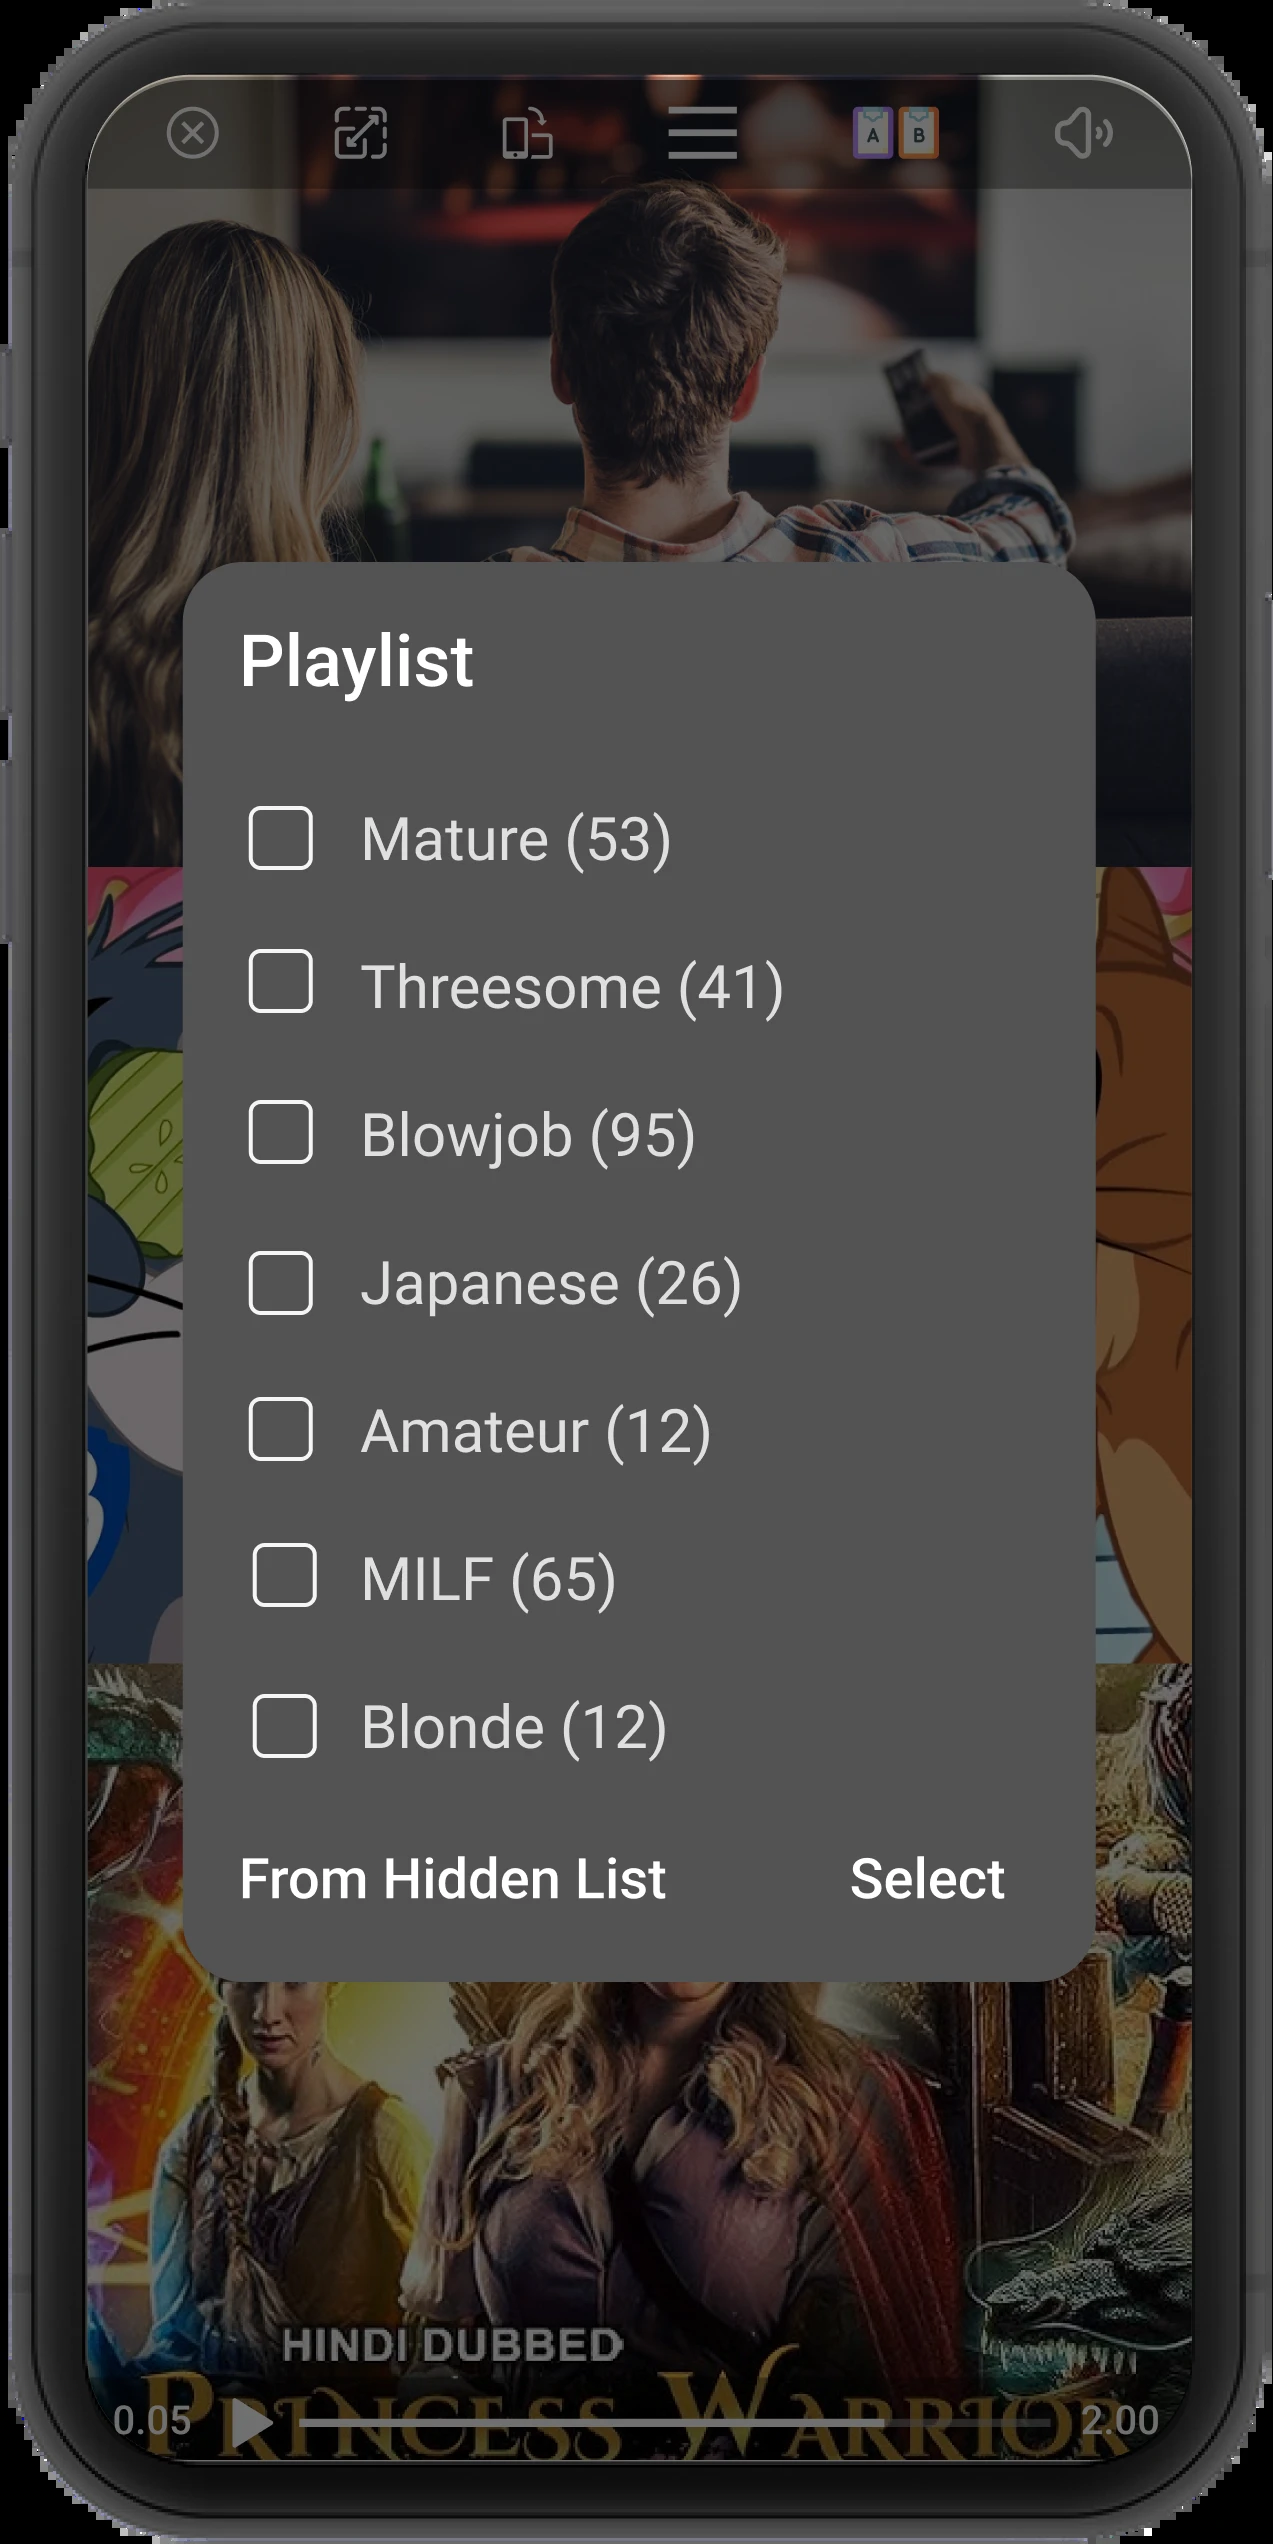 A B
Playlist
Mature (53)
Threesome (41)
Blowjob (95)
Japanese (26)
Amateur (12)
MILF (65)
Blonde (12)
From Hidden List Select
HINDI DUBBED
PRINCESS WARRIOR
0.05 2.00